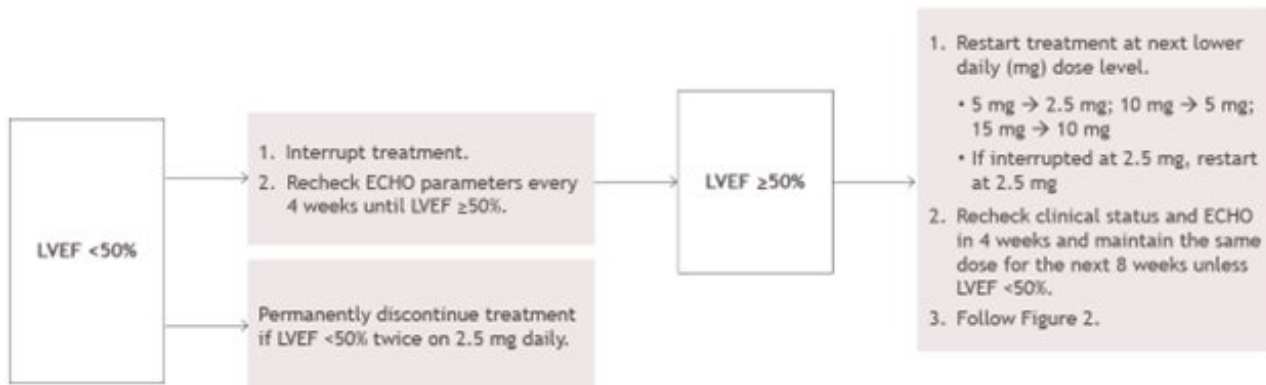 LVEF <50%
1. Interrupt treatment.
2. Recheck ECHO parameters every
4 weeks until LVEF ≥50%.
Permanently discontinue treatment
if LVEF <50% twice on 2.5 mg daily.
LVEF ≥50%
1. Restart treatment at next lower
daily (mg) dose level.
• 5 mg → 2.5 mg; 10 mg → 5 mg;
15 mg → 10 mg
• If interrupted at 2.5 mg, restart
at 2.5 mg
2. Recheck clinical status and ECHO
in 4 weeks and maintain the same
dose for the next 8 weeks unless
LVEF <50%.
3. Follow Figure 2.